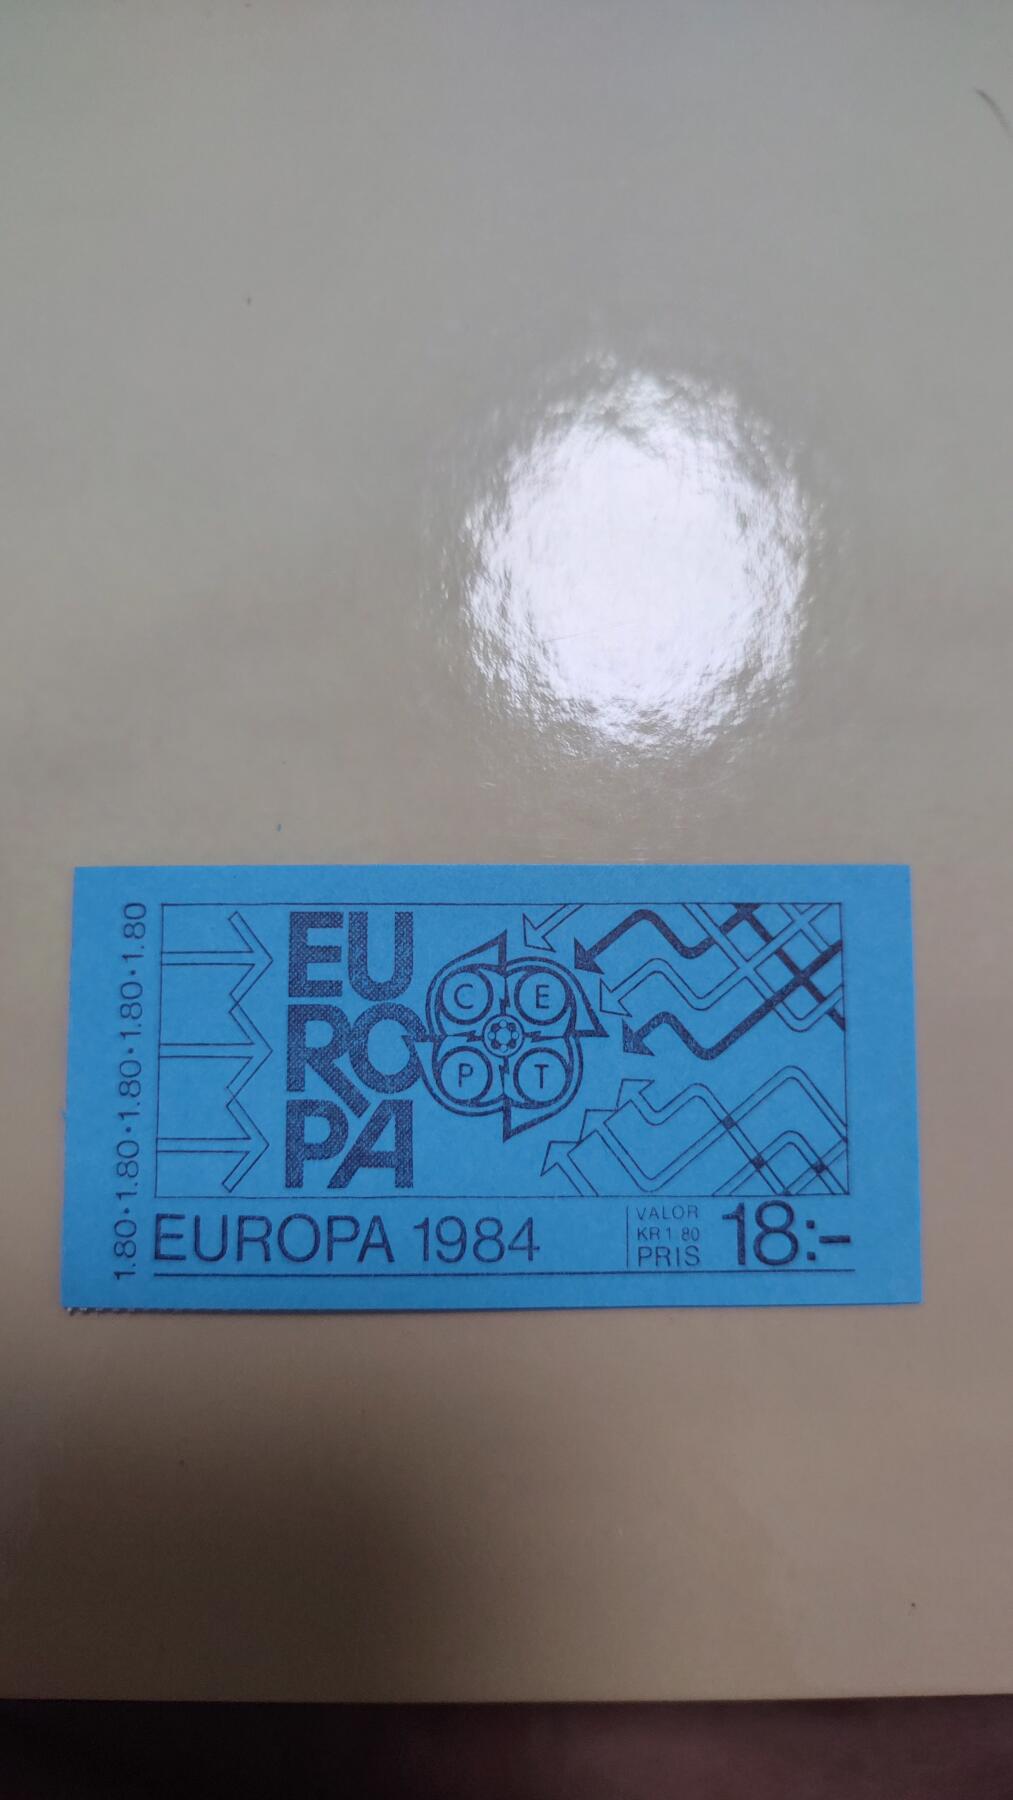 1.80·1.80·1.80·1.80·1.80
EU
RO
PA
C E
P T
EUROPA 1984
VALÖR
KR 1.80
PRIS
18:-